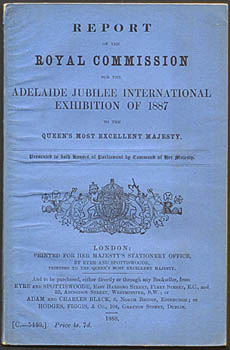 REPORT
OF THE
ROYAL COMMISSION
FOR THE
ADELAIDE JUBILEE INTERNATIONAL
EXHIBITION OF 1887
TO THE
QUEEN'S MOST EXCELLENT MAJESTY.
Presented to both Houses of Parliament by Command of Her Majesty.
LONDON:
PRINTED FOR HER MAJESTY'S STATIONERY OFFICE,
BY EYRE AND SPOTTISWOODE,
PRINTERS TO THE QUEEN'S MOST EXCELLENT MAJESTY.
And to be purchased, either directly or through any Bookseller, from
EYRE AND SPOTTISWOODE, EAST HARDING STREET, FLEET STREET, E.C., and
32, ABINGDON STREET, WESTMINSTER, S.W.; or
ADAM AND CHARLES BLACK, 6, NORTH BRIDGE, EDINBURGH; or
HODGES, FIGGIS, & Co., 104, GRAFTON STREET, DUBLIN.
1888.
[C.—5440.] Price 4s. 7d.